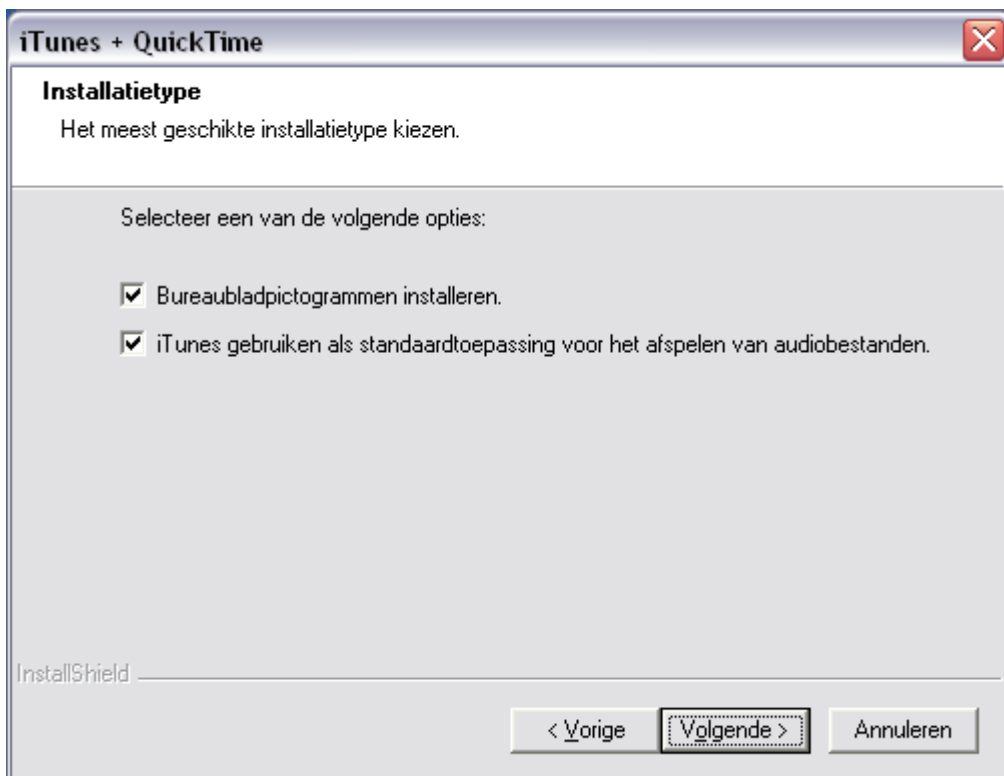 iTunes + QuickTime
Installatietype
Het meest geschikte installatietype kiezen.
Selecteer een van de volgende opties:
Bureaubladpictogrammen installeren.
iTunes gebruiken als standaardtoepassing voor het afspelen van audiobestanden.
InstallShield
< Vorige Volgende > Annuleren